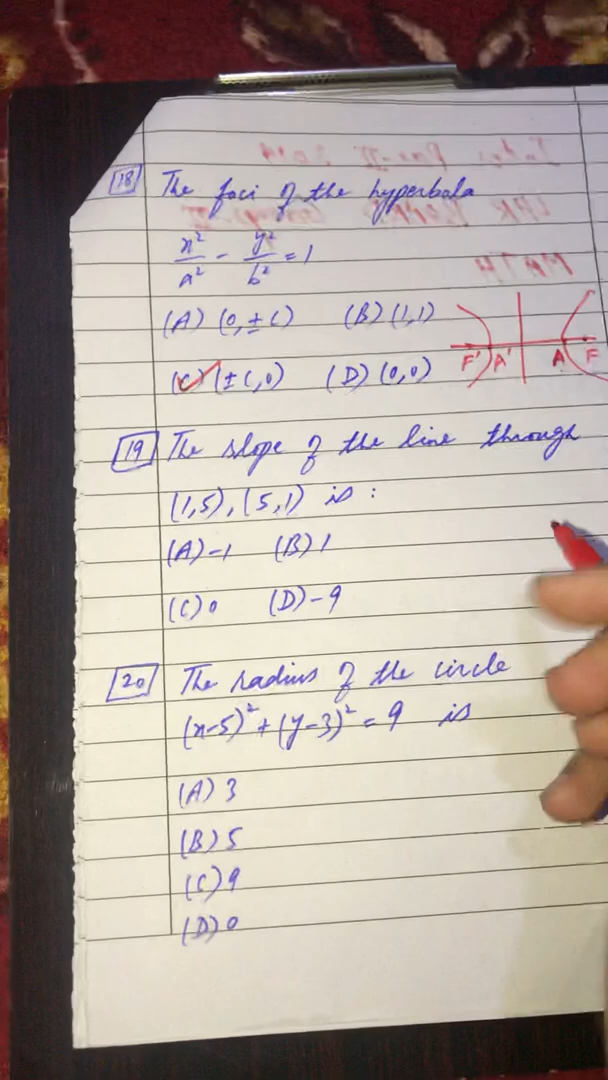 [18] The foci of the hyperbola
x²/a² - y²/b² = 1
(A) (0, ± C) (B) (1,1)
(C) (± C, 0) (D) (0,0)
F' A' A F
[19] The slope of the line through
(1,5), (5,1) is :
(A) -1 (B) 1
(C) 0 (D) -9
[20] The radius of the circle
(x-5)² + (y-3)² = 9 is
(A) 3
(B) 5
(C) 9
(D) 0